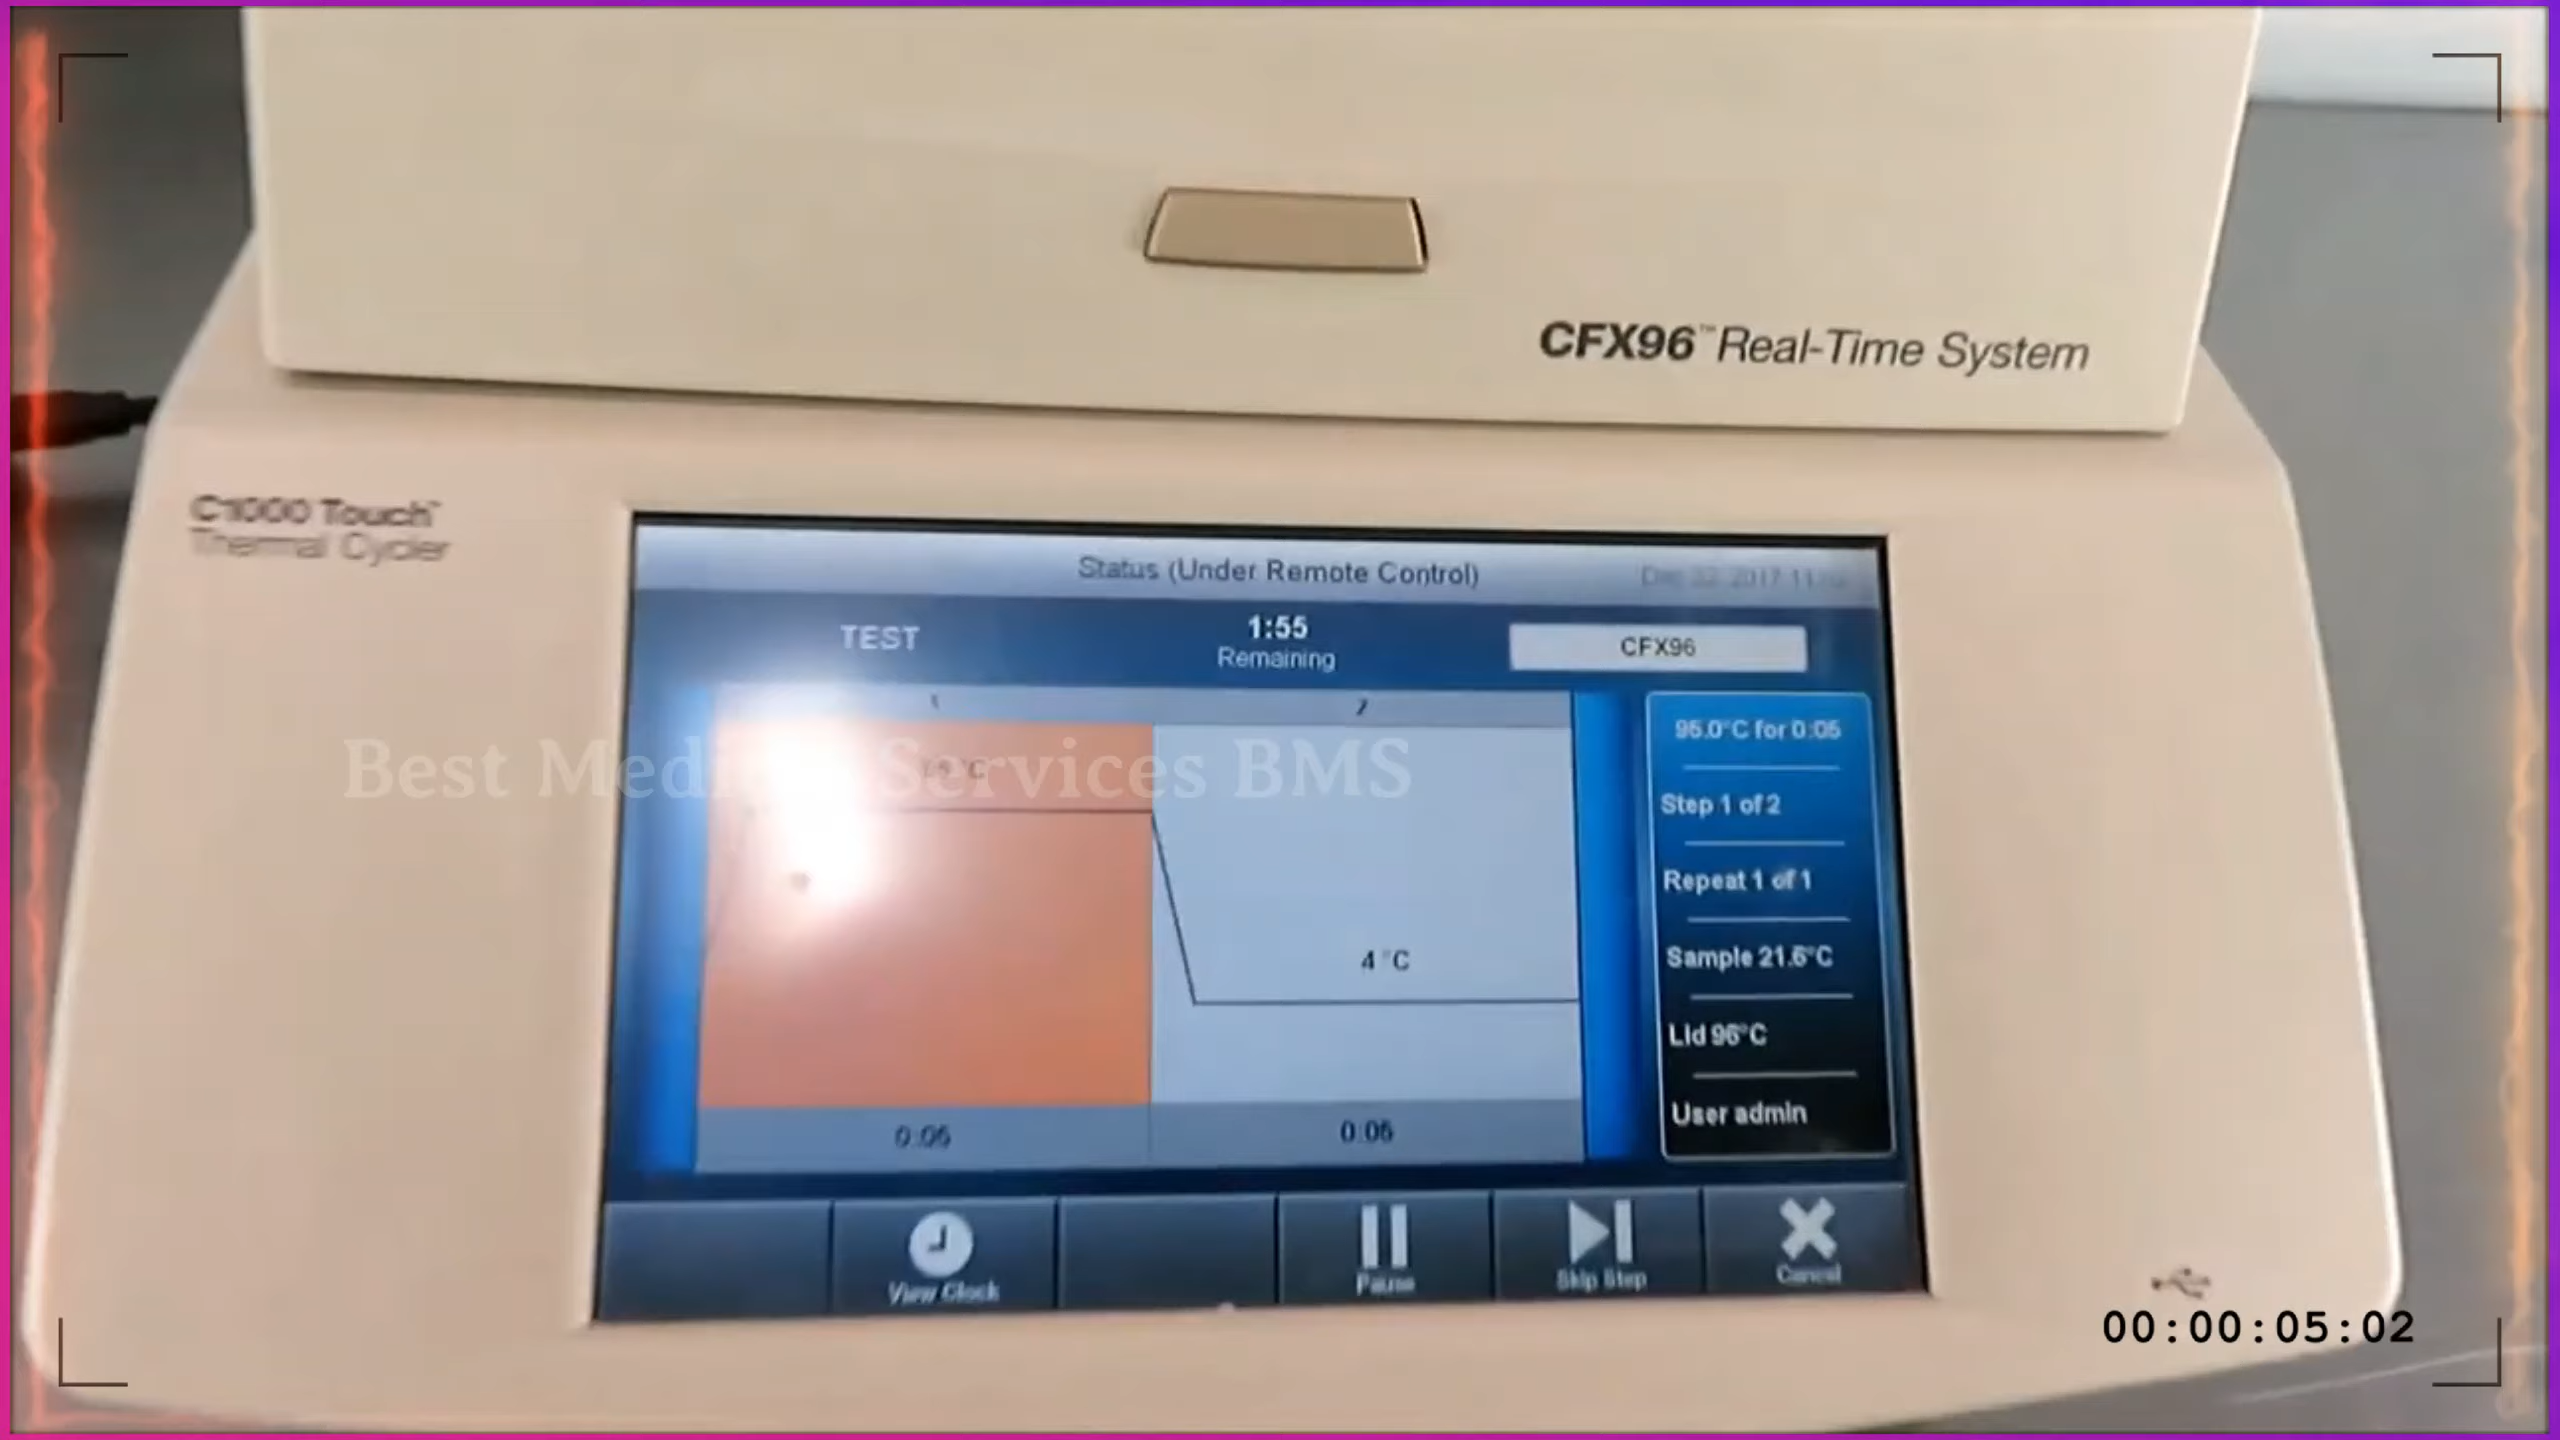 CFX96™ Real-Time System
C1000 Touch™
Thermal Cycler
Status (Under Remote Control)
TEST
1:55
Remaining
CFX96
1
2
95.0°C for 0:05
Step 1 of 2
Repeat 1 of 1
Sample 21.6°C
Lid 96°C
User admin
Best Medical Services BMS
4 °C
0:05
0:05
View Clock
Pause
Skip Step
Cancel
00:00:05:02